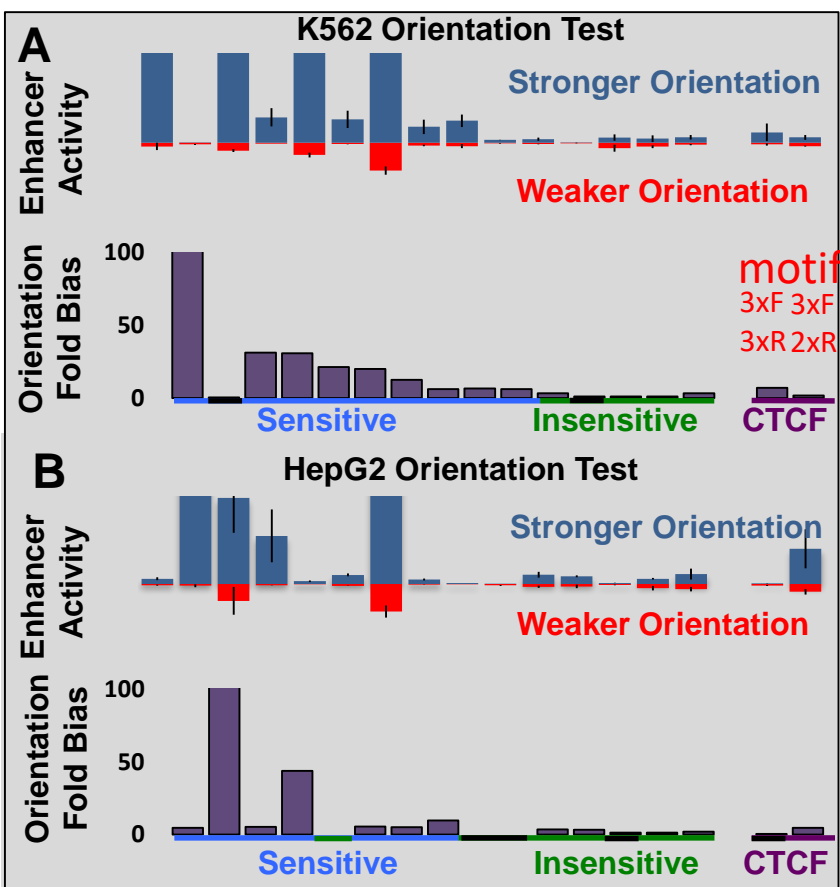 A
K562 Orientation Test
Enhancer
Activity
Stronger Orientation
Weaker Orientation
Orientation
Fold Bias
100
50
0
motif
3xF 3xF
3xR 2xR
Sensitive
Insensitive
CTCF
B
HepG2 Orientation Test
Enhancer
Activity
Stronger Orientation
Weaker Orientation
Orientation
Fold Bias
100
50
0
Sensitive
Insensitive
CTCF